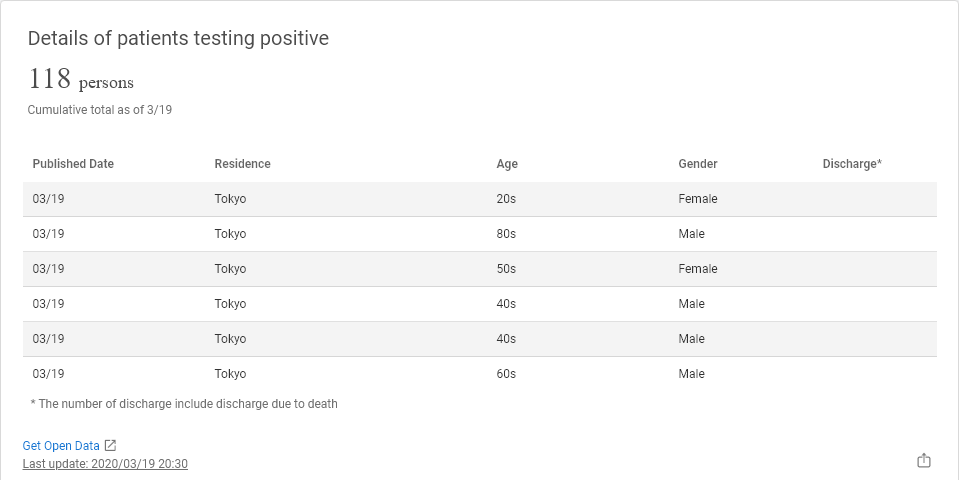 Details of patients testing positive
118 persons
Cumulative total as of 3/19
Published Date Residence Age Gender Discharge*
03/19 Tokyo 20s Female
03/19 Tokyo 80s Male
03/19 Tokyo 50s Female
03/19 Tokyo 40s Male
03/19 Tokyo 40s Male
03/19 Tokyo 60s Male
* The number of discharge include discharge due to death
Get Open Data
Last update: 2020/03/19 20:30